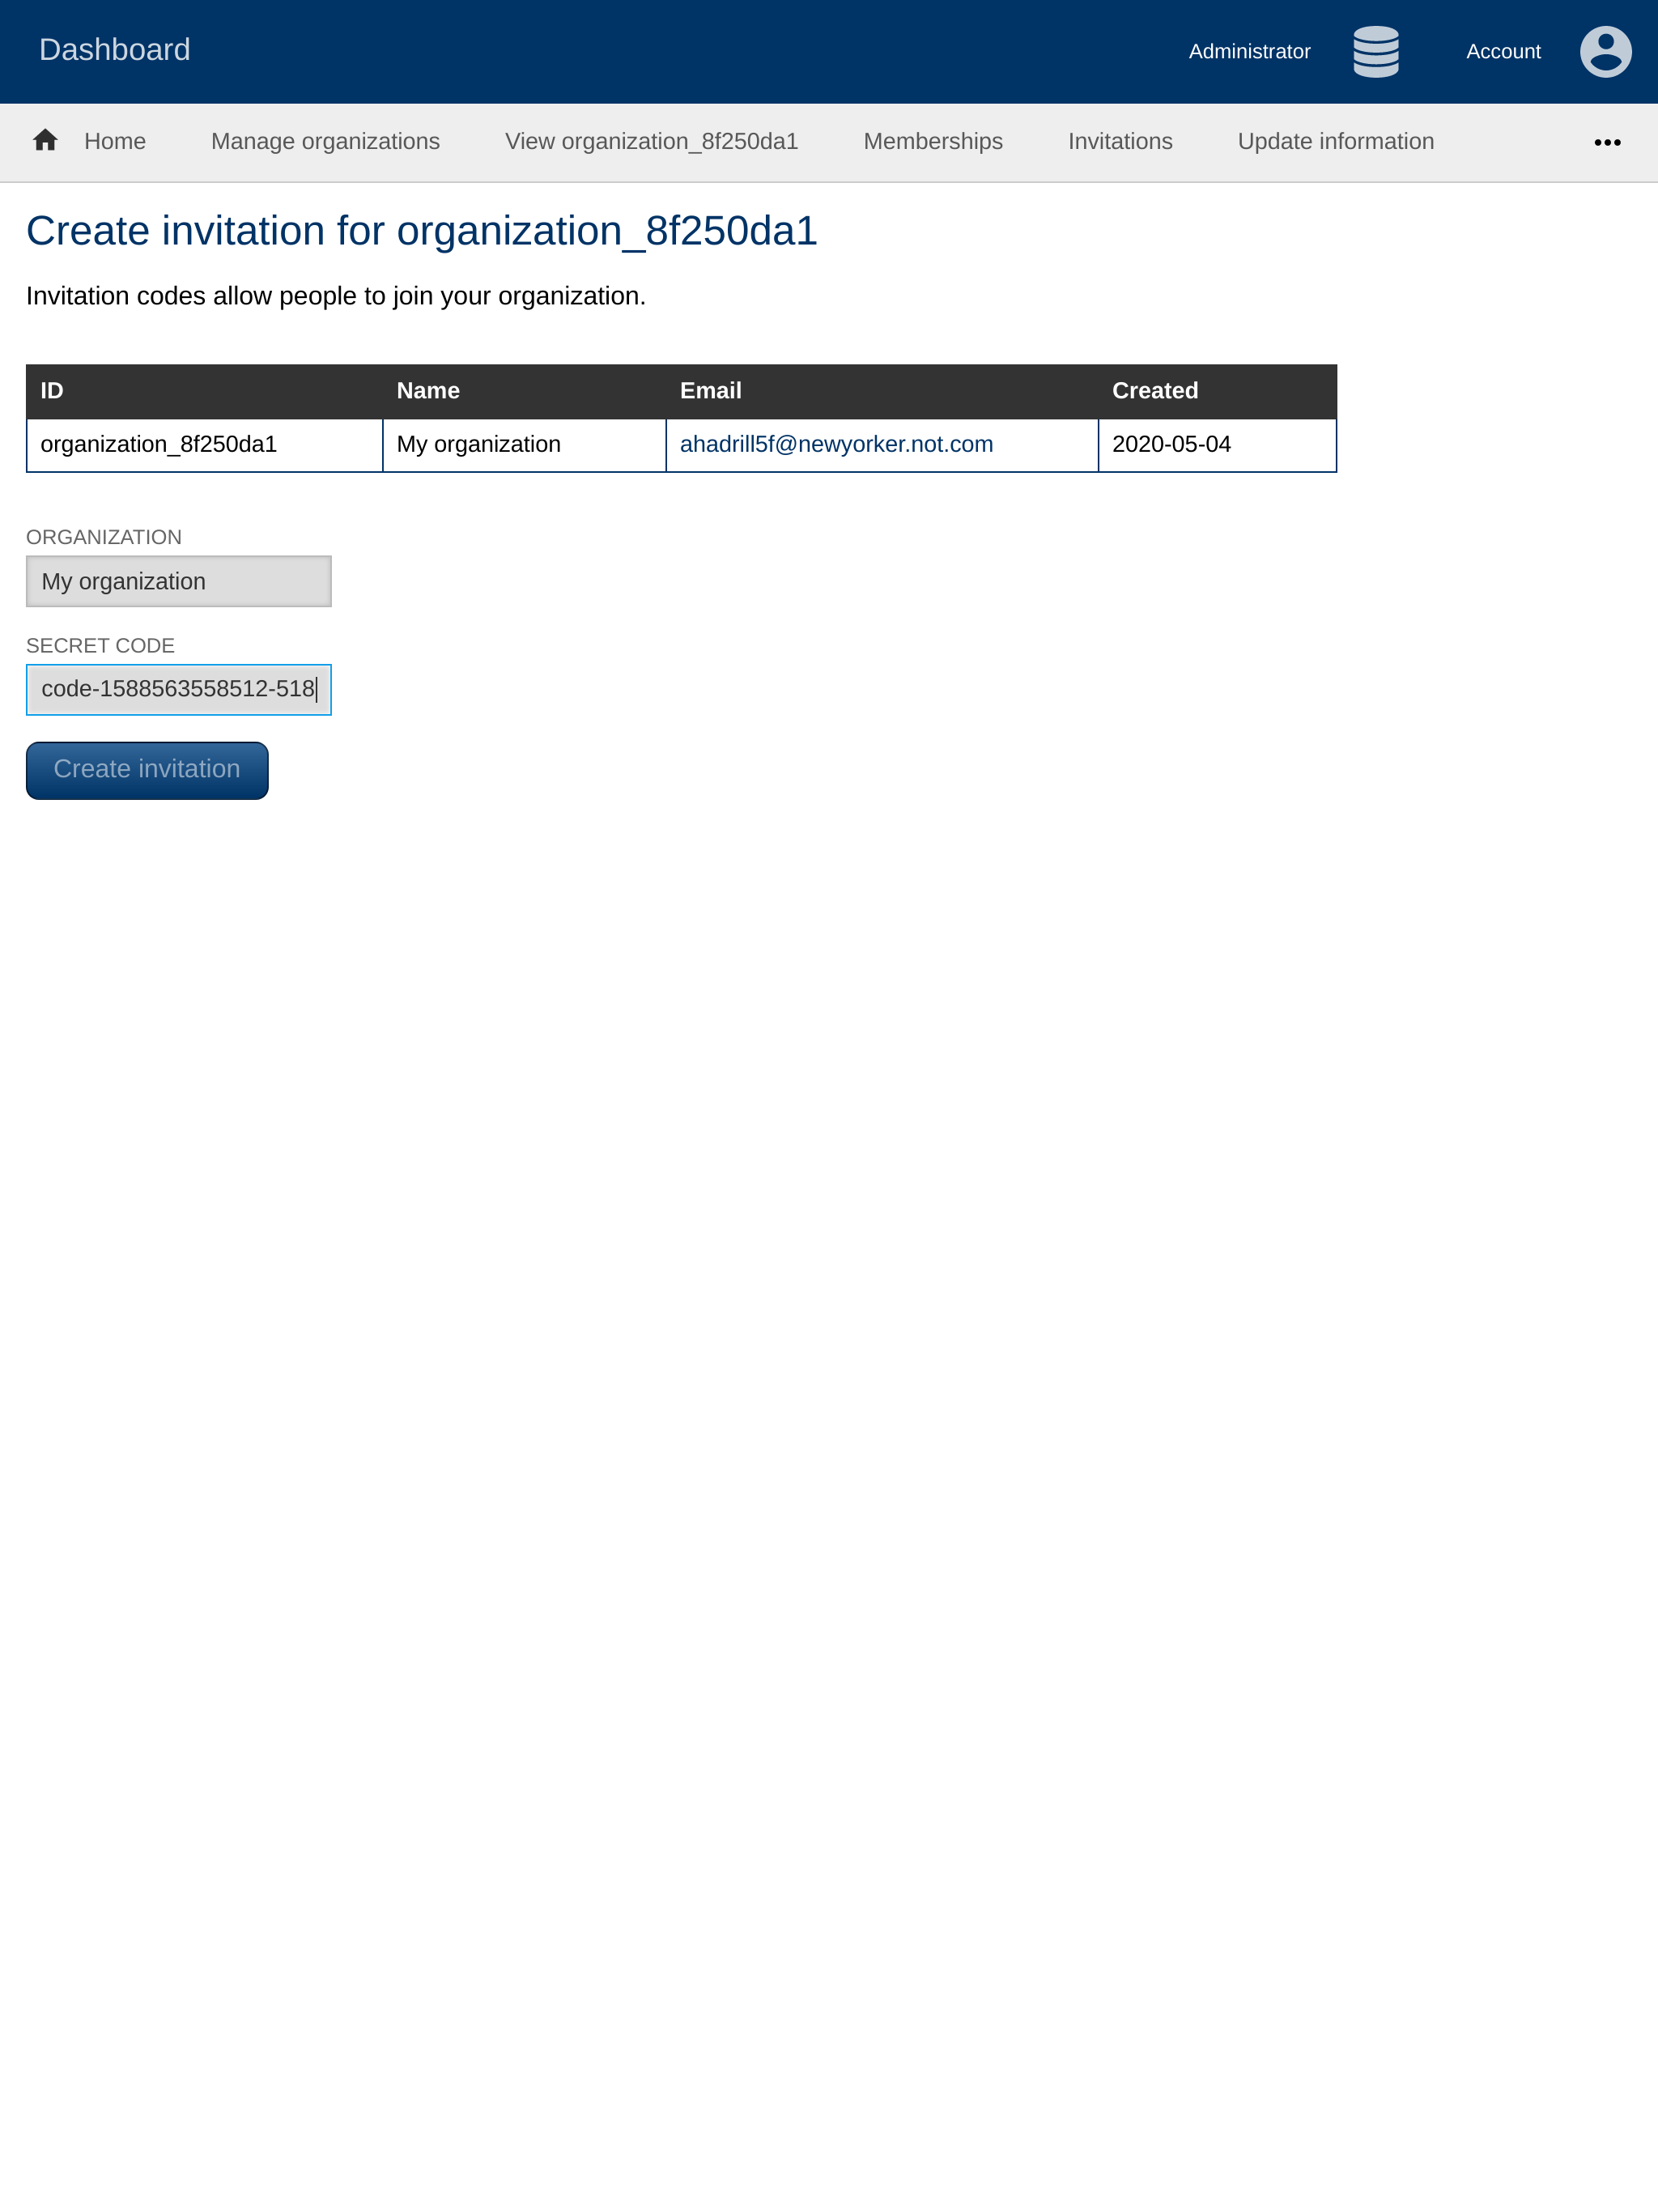 Dashboard Administrator Account
Home Manage organizations View organization_8f250da1 Memberships Invitations Update information •••
Create invitation for organization_8f250da1
Invitation codes allow people to join your organization.
ID Name Email Created
organization_8f250da1 My organization ahadrill5f@newyorker.not.com 2020-05-04
ORGANIZATION
My organization
SECRET CODE
code-1588563558512-518
Create invitation